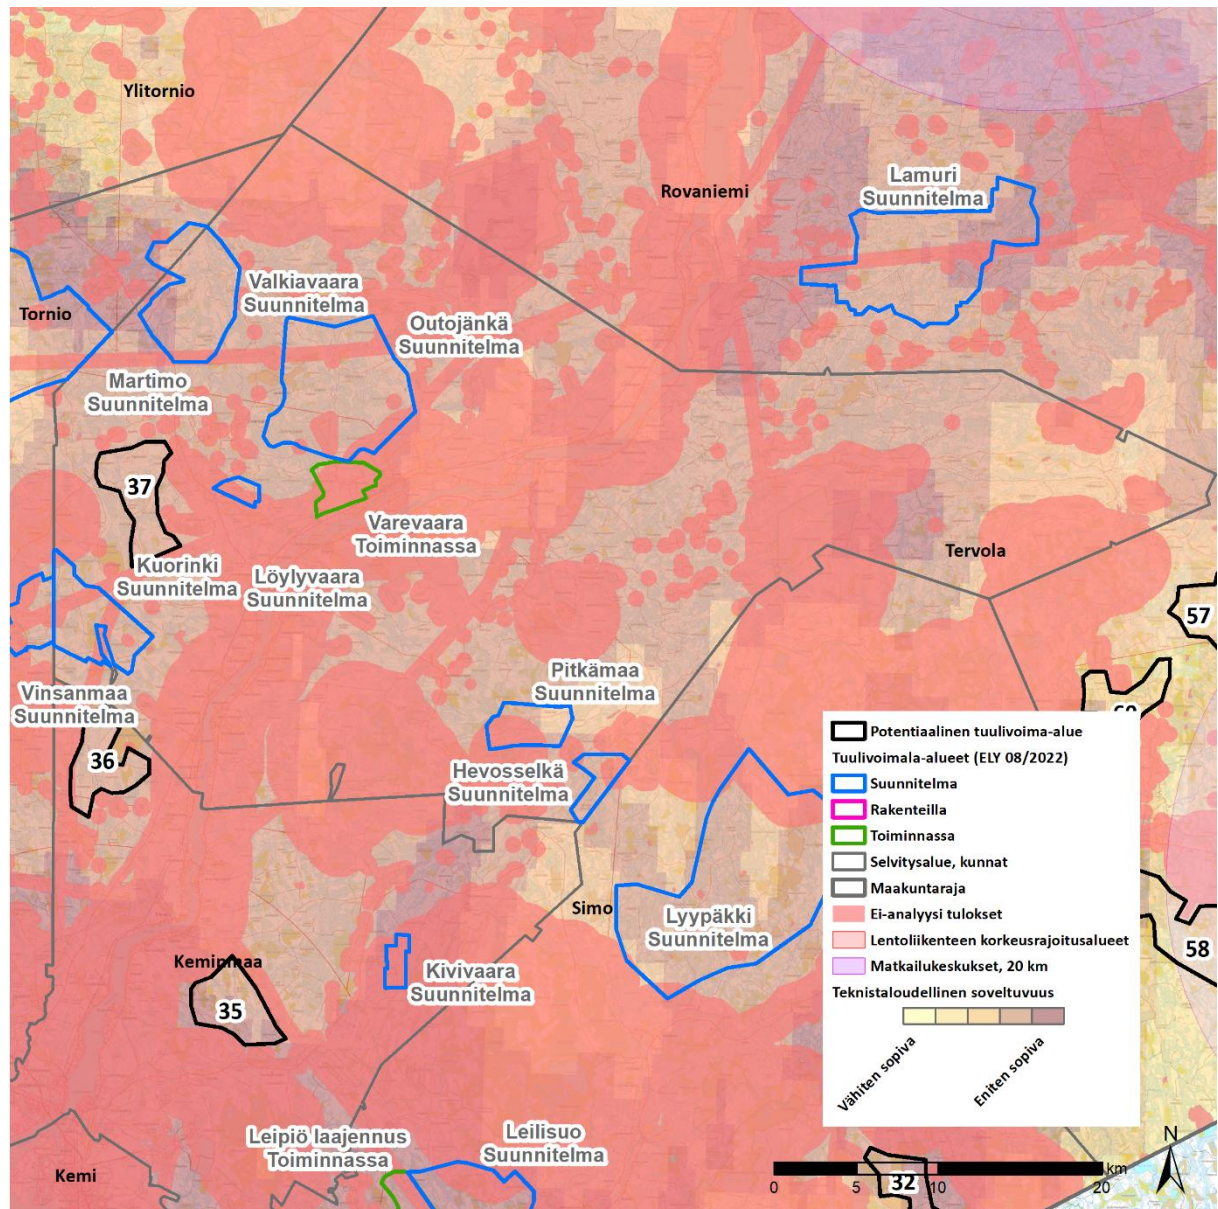 Ylitornio
Rovaniemi
Lamuri
Suunnitelma
Tornio
Valkiavaara
Suunnitelma
Outojänkä
Suunnitelma
Martimo
Suunnitelma
37
Varevaara
Toiminnassa
Kuorinki
Suunnitelma
Löylyvaara
Suunnitelma
Tervola
57
Pitkämaa
Suunnitelma
Vinsanmaa
Suunnitelma
36
Hevosselkä
Suunnitelma
Simo
Lyypäkki
Suunnitelma
58
Keminmaa
35
Kivivaara
Suunnitelma
Leipiö laajennus
Toiminnassa
Leilisuo
Suunnitelma
Kemi
32
Potentiaalinen tuulivoima-alue
Tuulivoimala-alueet (ELY 08/2022)
Suunnitelma
Rakenteilla
Toiminnassa
Selvitysalue, kunnat
Maakuntaraja
Ei-analyysi tulokset
Lentoliikenteen korkeusrajoitusalueet
Matkailukeskukset, 20 km
Teknistaloudellinen soveltuvuus
Vähiten sopiva
Eniten sopiva
N
km
0 5 10 20